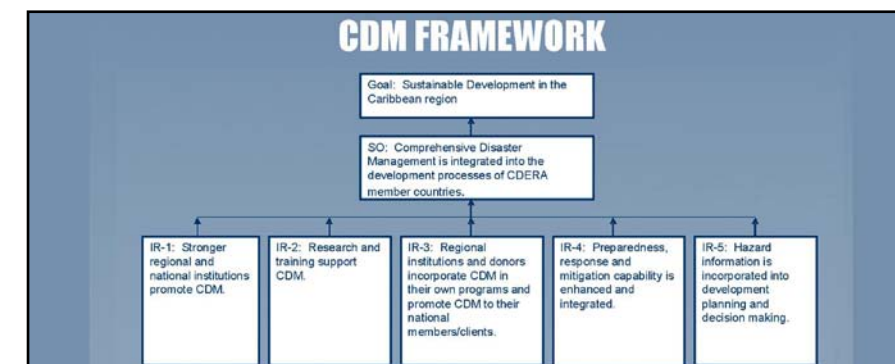 CDM FRAMEWORK
Goal: Sustainable Development in the
Caribbean region
SO: Comprehensive Disaster
Management is integrated into the
development processes of CDERA
member countries.
IR-1: Stronger
regional and
national institutions
promote CDM.
IR-2: Research and
training support
CDM.
IR-3: Regional
institutions and donors
incorporate CDM in
their own programs and
promote CDM to their
national
members/clients.
IR-4: Preparedness,
response and
mitigation capability is
enhanced and
integrated.
IR-5: Hazard
information is
incorporated into
development
planning and
decision making.